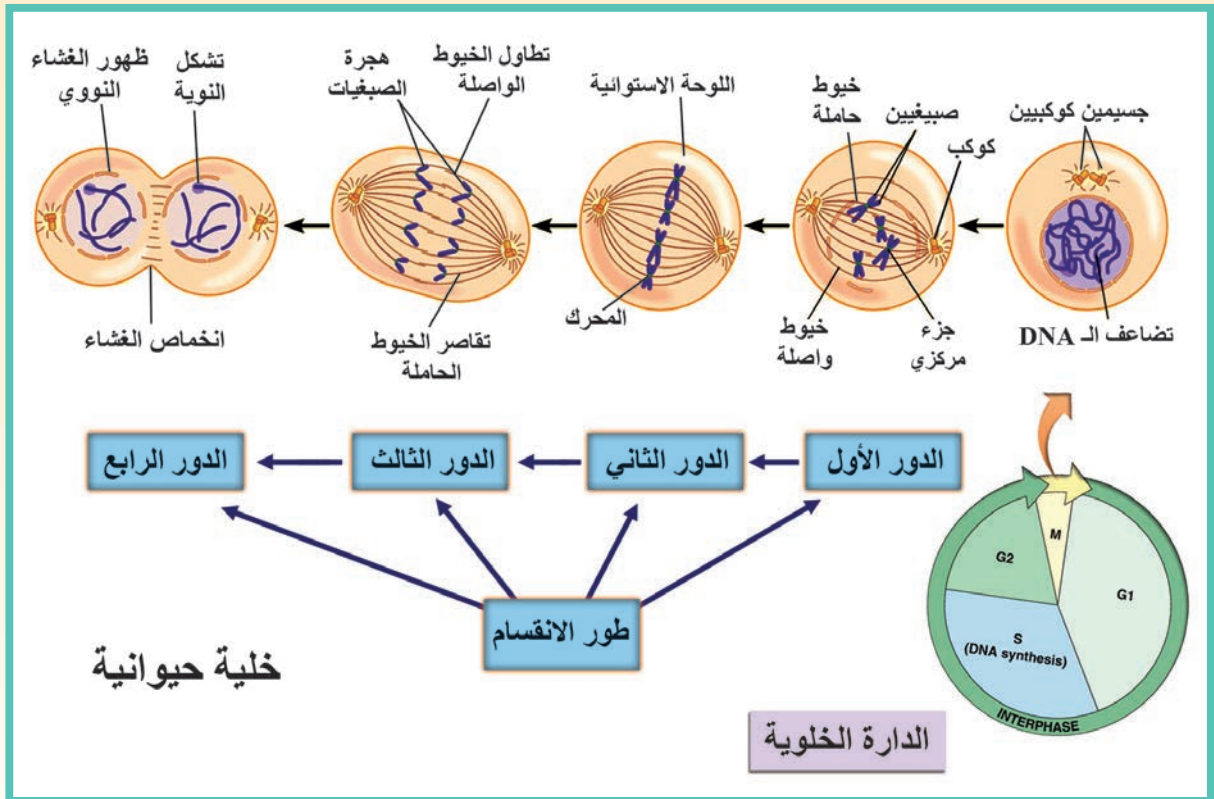 جسيمين كوكبيين
تضاعف الـ DNA
خيوط
حاملة
صبيغيين
كوكب
خيوط
واصلة
جزء
مركزي
اللوحة الاستوائية
المحرك
تطاول الخيوط
الواصلة
هجرة
الصبغيات
تقاصر الخيوط
الحاملة
تشكل
النوية
ظهور الغشاء
النووي
انخماص الغشاء
الدور الأول
الدور الثاني
الدور الثالث
الدور الرابع
طور الانقسام
خلية حيوانية
M
G2
G1
S
(DNA synthesis)
INTERPHASE
الدارة الخلوية